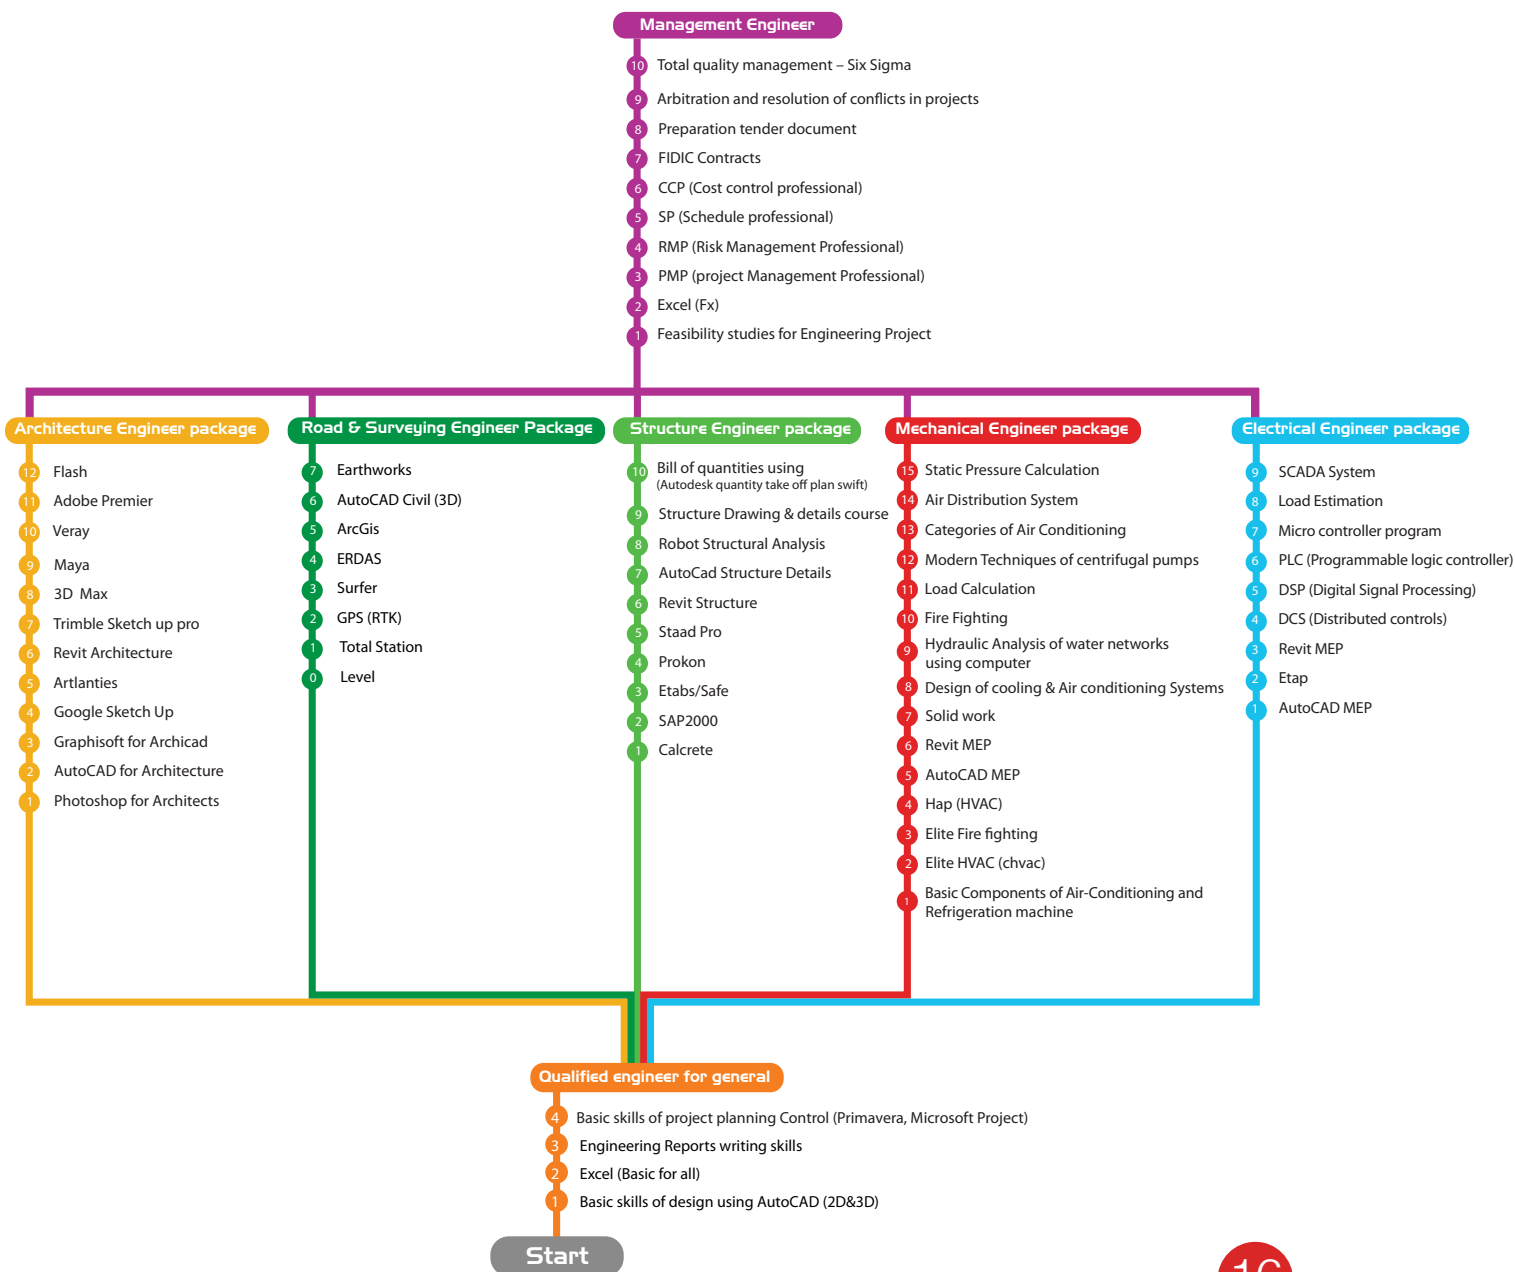 Management Engineer
10 Total quality management – Six Sigma
9 Arbitration and resolution of conflicts in projects
8 Preparation tender document
7 FIDIC Contracts
6 CCP (Cost control professional)
5 SP (Schedule professional)
4 RMP (Risk Management Professional)
3 PMP (project Management Professional)
2 Excel (Fx)
1 Feasibility studies for Engineering Project
Architecture Engineer package
12 Flash
11 Adobe Premier
10 Veray
9 Maya
8 3D Max
7 Trimble Sketch up pro
6 Revit Architecture
5 Artlanties
4 Google Sketch Up
3 Graphisoft for Archicad
2 AutoCAD for Architecture
1 Photoshop for Architects
Road & Surveying Engineer Package
7 Earthworks
6 AutoCAD Civil (3D)
5 ArcGis
4 ERDAS
3 Surfer
2 GPS (RTK)
1 Total Station
0 Level
Structure Engineer package
10 Bill of quantities using
(Autodesk quantity take off plan swift)
9 Structure Drawing & details course
8 Robot Structural Analysis
7 AutoCad Structure Details
6 Revit Structure
5 Staad Pro
4 Prokon
3 Etabs/Safe
2 SAP2000
1 Calcrete
Mechanical Engineer package
15 Static Pressure Calculation
14 Air Distribution System
13 Categories of Air Conditioning
12 Modern Techniques of centrifugal pumps
11 Load Calculation
10 Fire Fighting
9 Hydraulic Analysis of water networks
using computer
8 Design of cooling & Air conditioning Systems
7 Solid work
6 Revit MEP
5 AutoCAD MEP
4 Hap (HVAC)
3 Elite Fire fighting
2 Elite HVAC (chvac)
1 Basic Components of Air-Conditioning and
Refrigeration machine
Electrical Engineer package
9 SCADA System
8 Load Estimation
7 Micro controller program
6 PLC (Programmable logic controller)
5 DSP (Digital Signal Processing)
4 DCS (Distributed controls)
3 Revit MEP
2 Etap
1 AutoCAD MEP
Qualified engineer for general
4 Basic skills of project planning Control (Primavera, Microsoft Project)
3 Engineering Reports writing skills
2 Excel (Basic for all)
1 Basic skills of design using AutoCAD (2D&3D)
Start